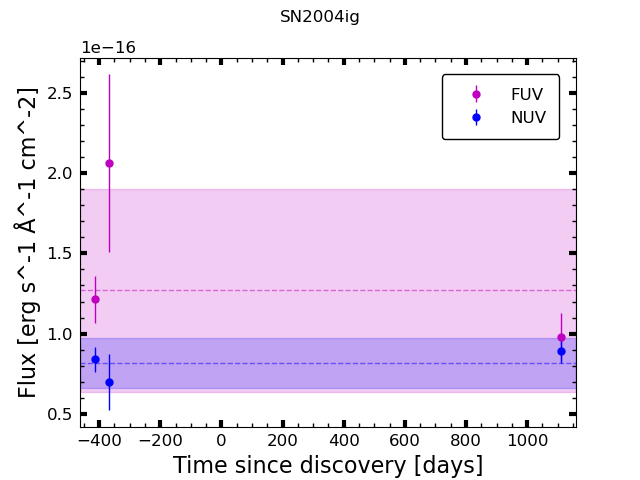 SN2004ig
1e−16
2.5
2.0
1.5
1.0
0.5
Flux [erg s^-1 Å^-1 cm^-2]
FUV
NUV
−400 −200 0 200 400 600 800 1000
Time since discovery [days]